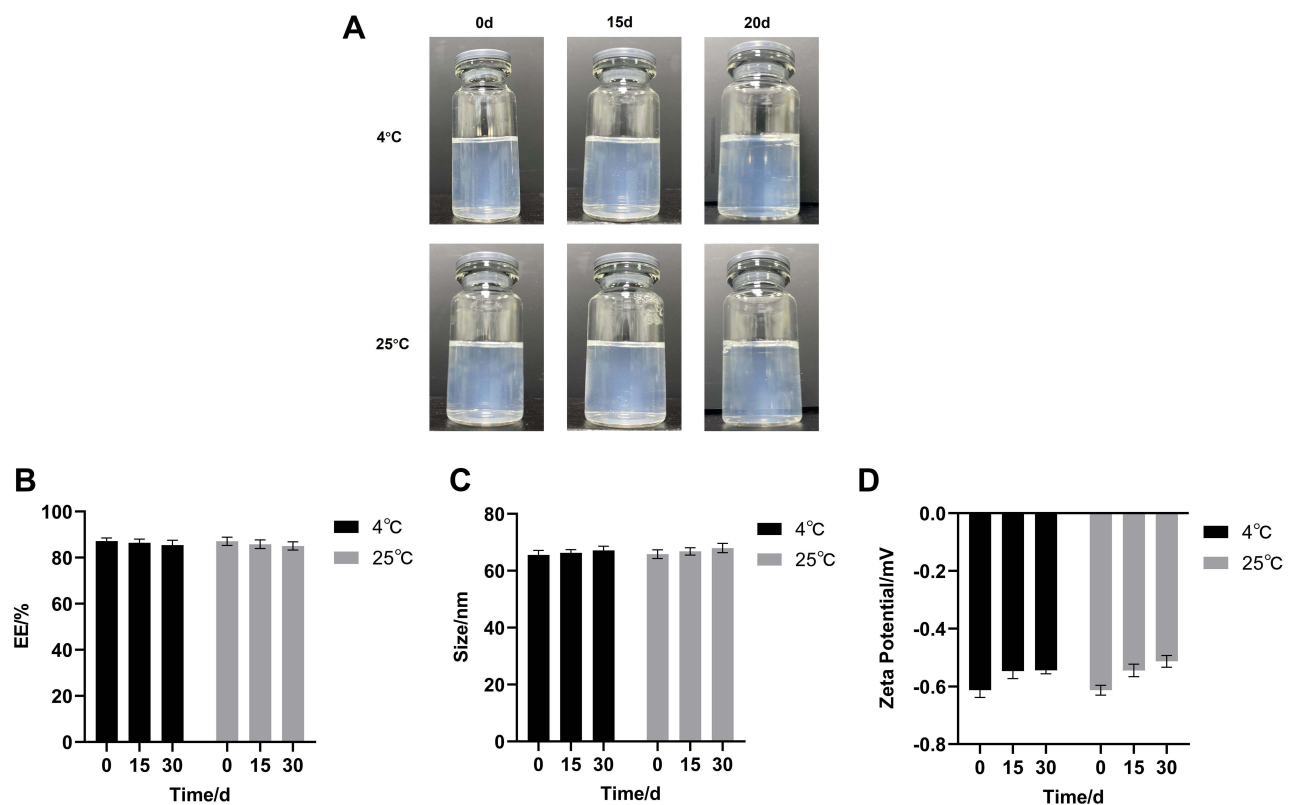 A
0d 15d 20d
4°C
25°C
B
100
80
60
40
20
0
EE/%
0 15 30 0 15 30
Time/d
4℃
25℃
C
80
60
40
20
0
Size/nm
0 15 30 0 15 30
Time/d
4℃
25℃
D
0.0
-0.2
-0.4
-0.6
-0.8
Zeta Potential/mV
0 15 30 0 15 30
Time/d
4℃
25℃